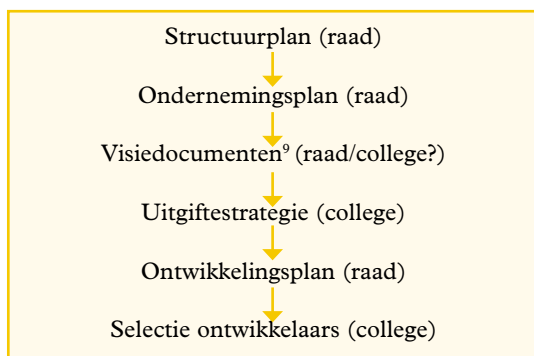 Structuurplan (raad)
Ondernemingsplan (raad)
Visiedocumenten⁹ (raad/college?)
Uitgiftestrategie (college)
Ontwikkelingsplan (raad)
Selectie ontwikkelaars (college)